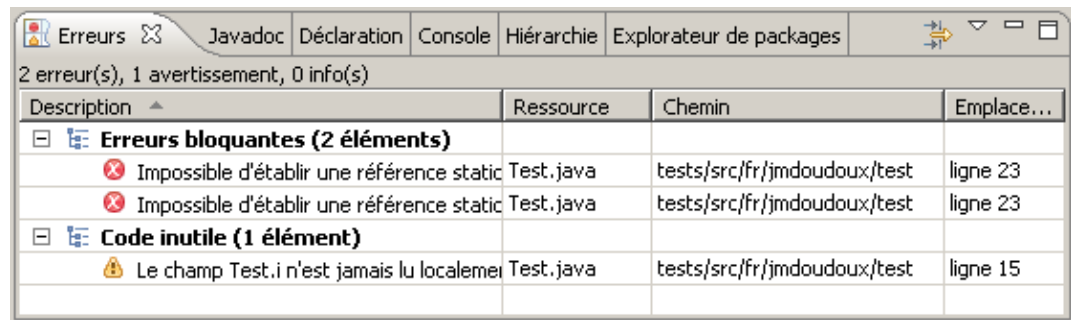 Erreurs Javadoc Déclaration Console Hiérarchie Explorateur de packages
2 erreur(s), 1 avertissement, 0 info(s)
Description Ressource Chemin Emplace...
Erreurs bloquantes (2 éléments)
Impossible d'établir une référence static Test.java tests/src/fr/jmdoudoux/test ligne 23
Impossible d'établir une référence static Test.java tests/src/fr/jmdoudoux/test ligne 23
Code inutile (1 élément)
Le champ Test.i n'est jamais lu localemen Test.java tests/src/fr/jmdoudoux/test ligne 15